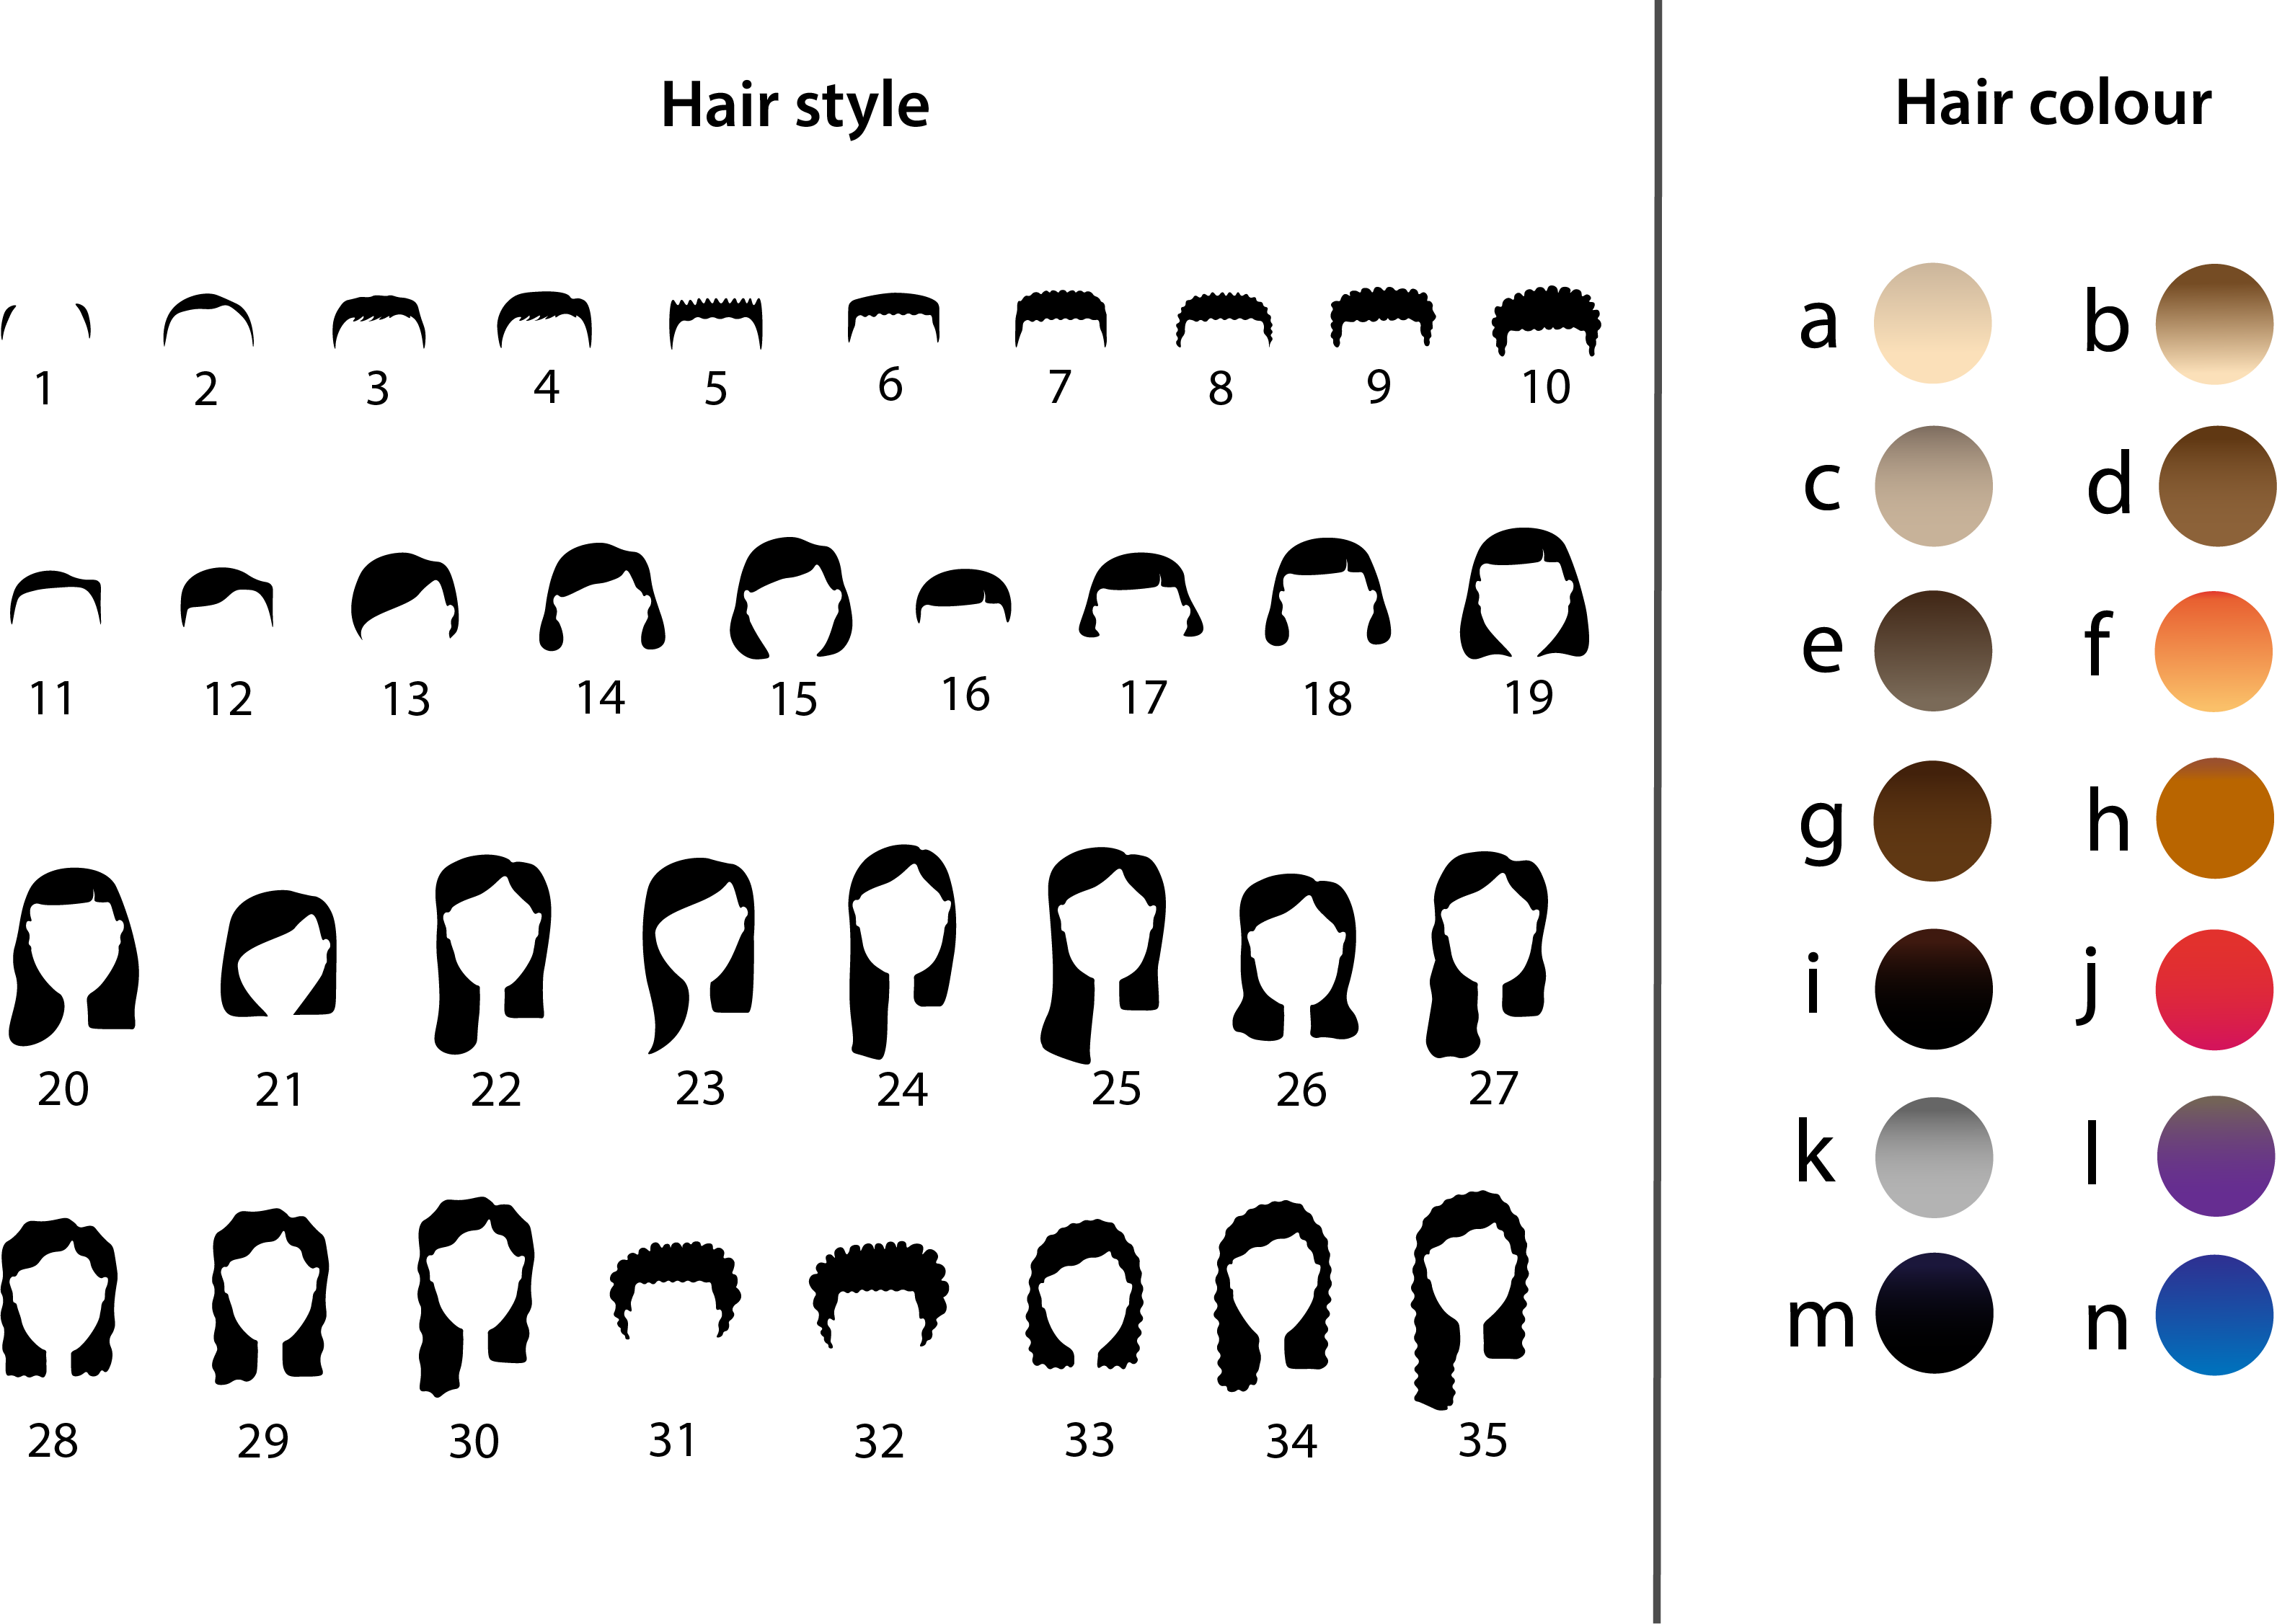 Hair style
Hair colour
1 2 3 4 5 6 7 8 9 10
11 12 13 14 15 16 17 18 19
20 21 22 23 24 25 26 27
28 29 30 31 32 33 34 35
a b
c d
e f
g h
i j
k l
m n